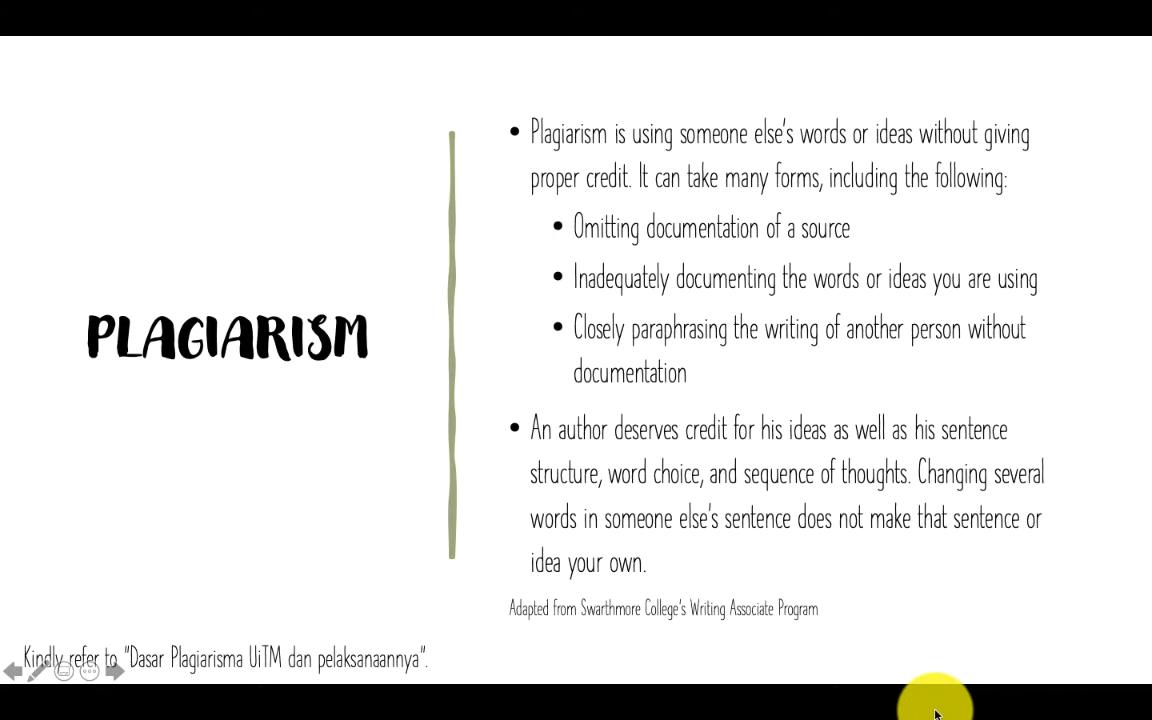 PLAGIARISM
• Plagiarism is using someone else's words or ideas without giving
proper credit. It can take many forms, including the following:
• Omitting documentation of a source
• Inadequately documenting the words or ideas you are using
• Closely paraphrasing the writing of another person without
documentation
• An author deserves credit for his ideas as well as his sentence
structure, word choice, and sequence of thoughts. Changing several
words in someone else's sentence does not make that sentence or
idea your own.
Adapted from Swarthmore College's Writing Associate Program
Kindly refer to "Dasar Plagiarisma UiTM dan pelaksanaannya".